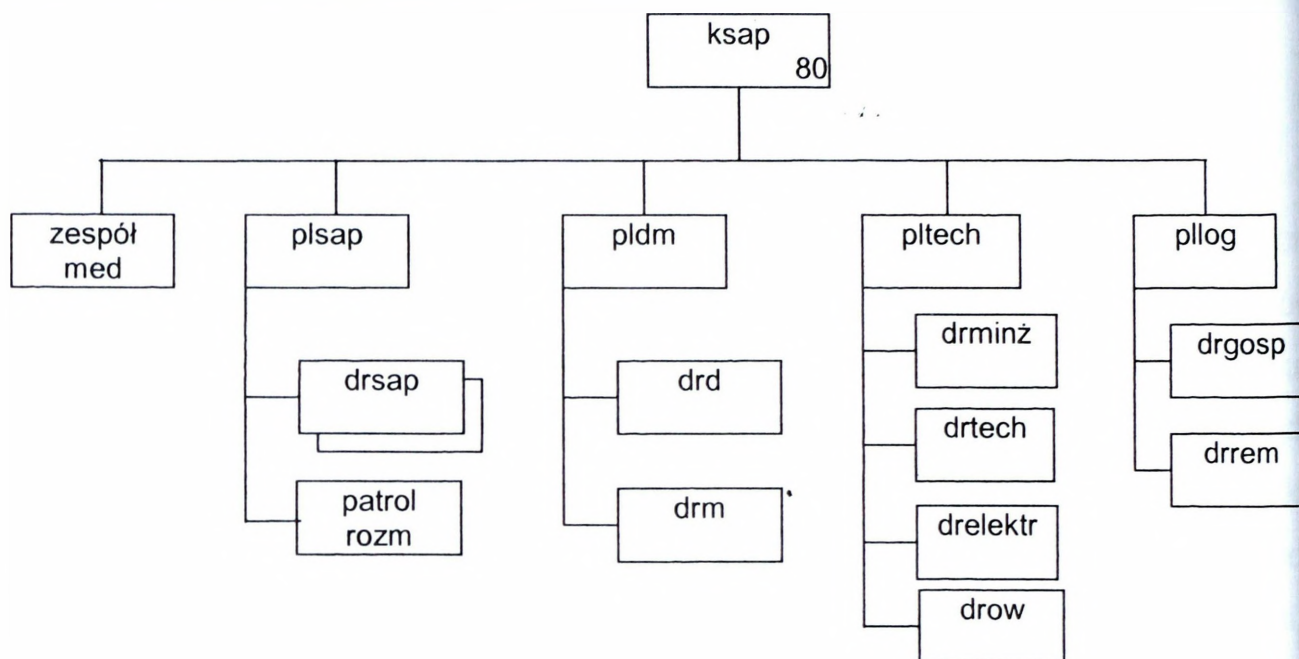 ksap
80
zespół
med
plsap
pldm
pltech
pllog
drsap
patrol
rozm
drd
drm
drminż
drtech
drelektr
drow
drgosp
drrem